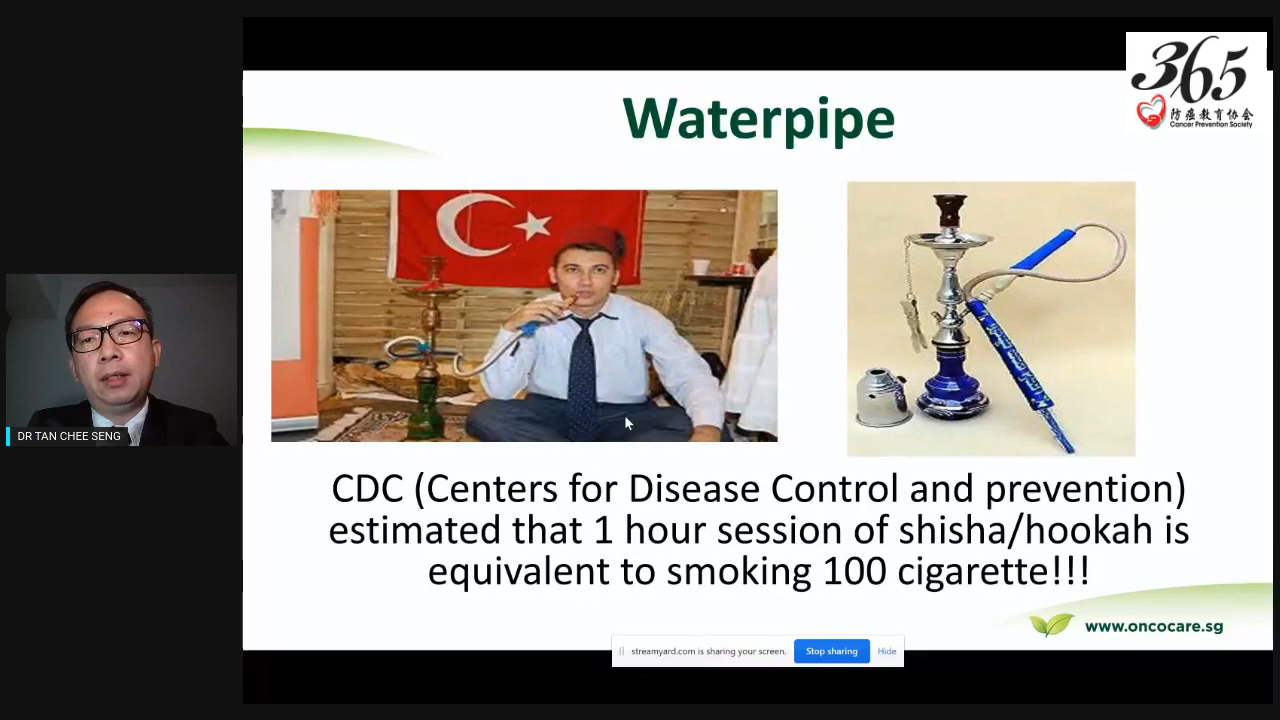 365
防癌教育协会
Cancer Prevention Society
Waterpipe
DR TAN CHEE SENG
CDC (Centers for Disease Control and prevention)
estimated that 1 hour session of shisha/hookah is
equivalent to smoking 100 cigarette!!!
www.oncocare.sg
streamyard.com is sharing your screen.
Stop sharing
Hide